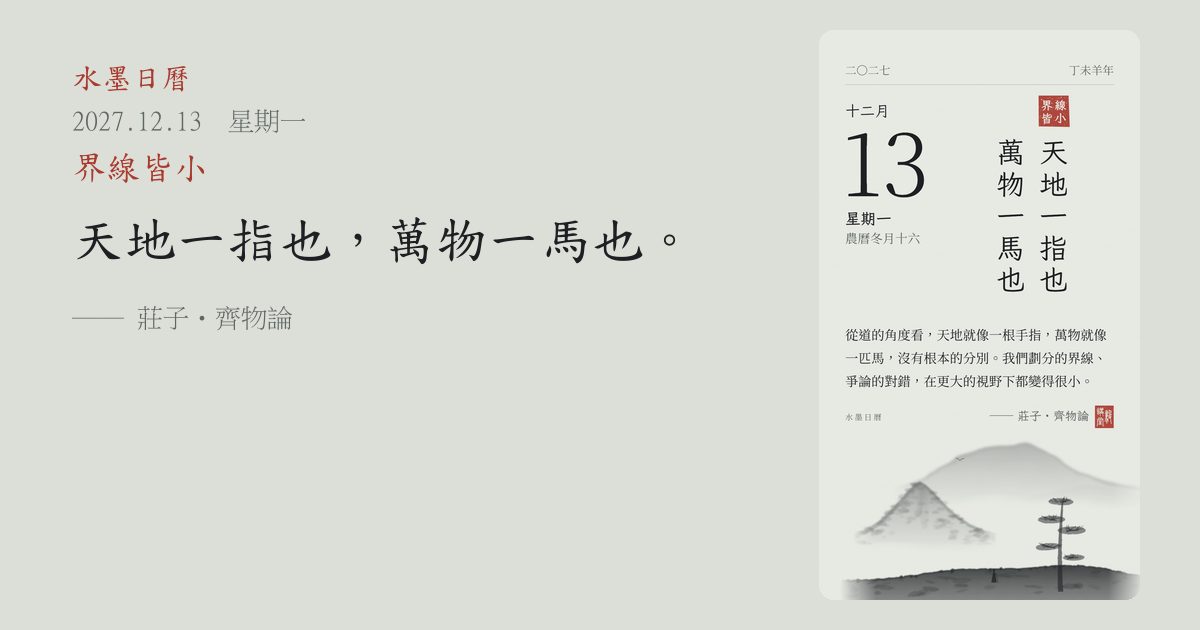 水墨日曆
2027.12.13 星期一
界線皆小
天地一指也，萬物一馬也。
—— 莊子・齊物論
二〇二七
丁未羊年
十二月
13
星期一
農曆冬月十六
界線皆小
天地一指也
萬物一馬也
從道的角度看，天地就像一根手指，萬物就像
一匹馬，沒有根本的分別。我們劃分的界線、
爭論的對錯，在更大的視野下都變得很小。
水墨日曆
—— 莊子・齊物論